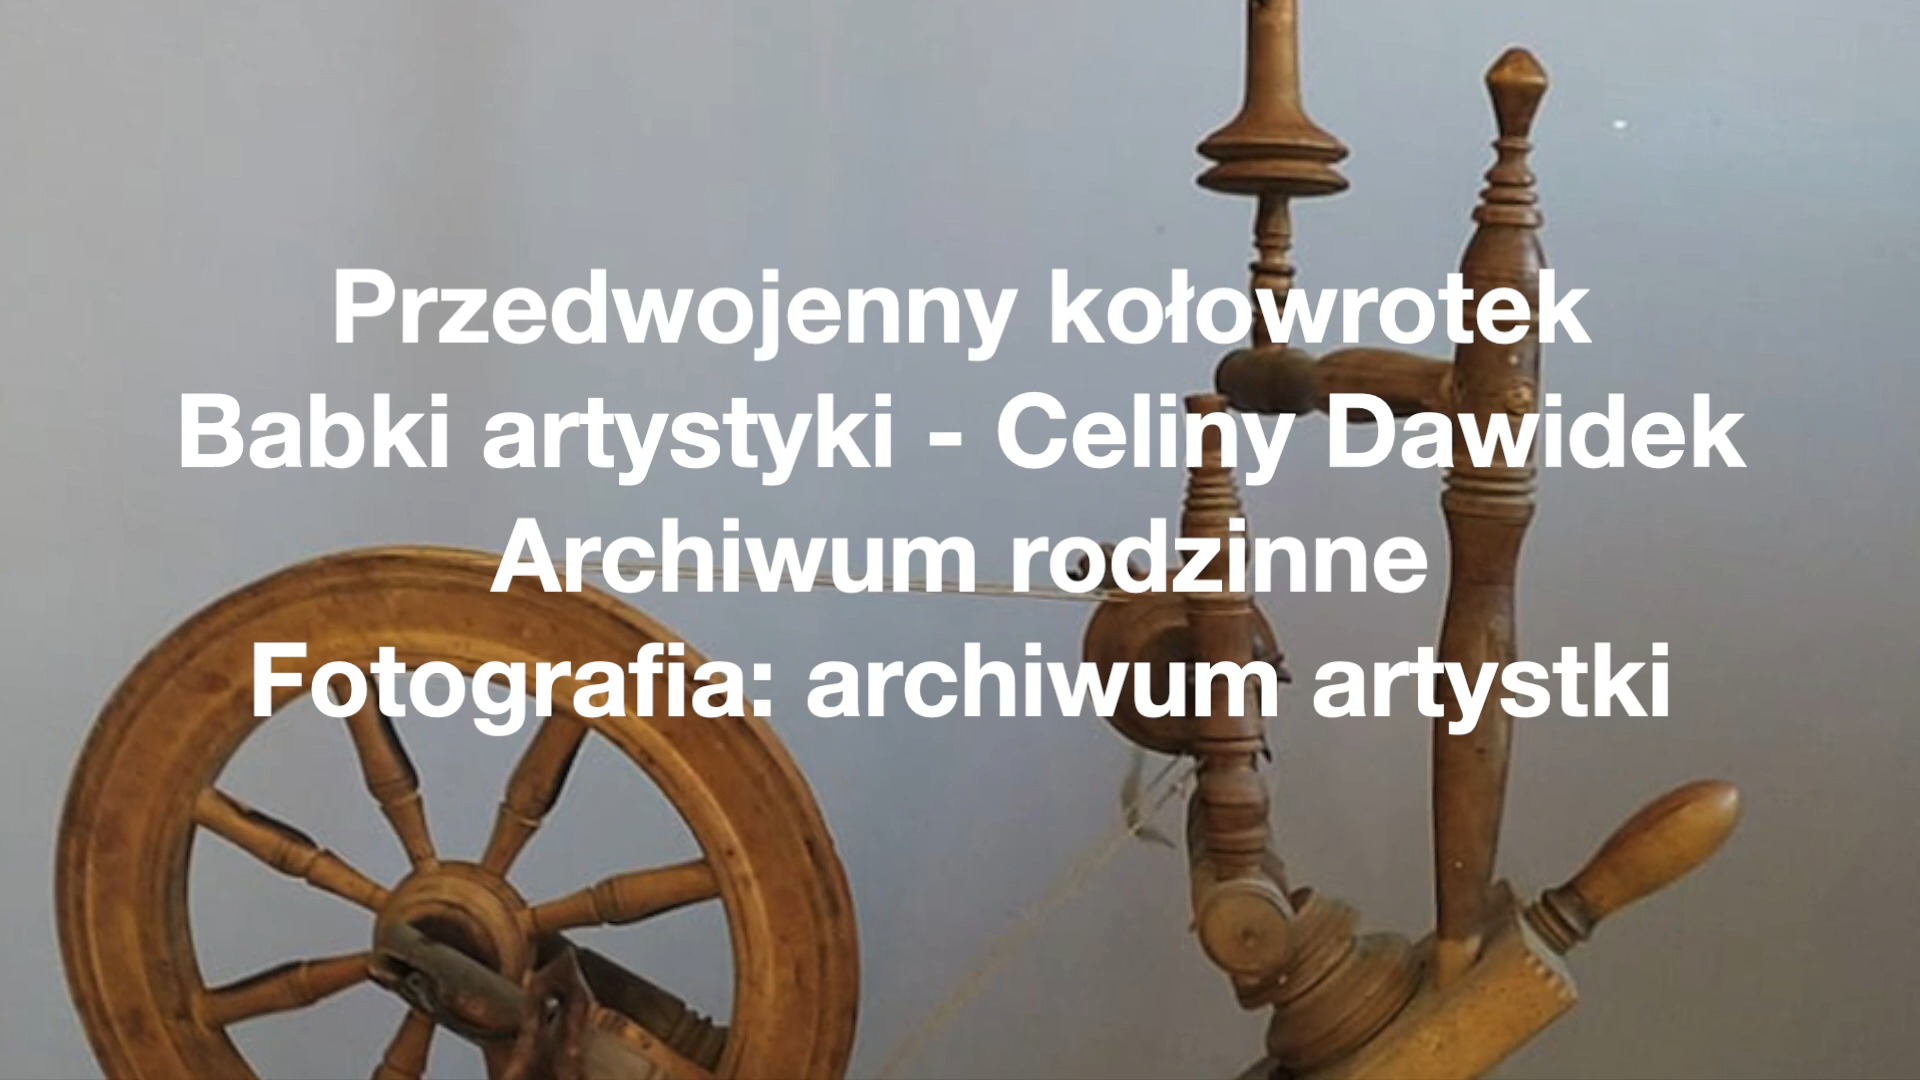 Przedwojenny kołowrotek
Babki artystyki - Celiny Dawidek
Archiwum rodzinne
Fotografia: archiwum artystki